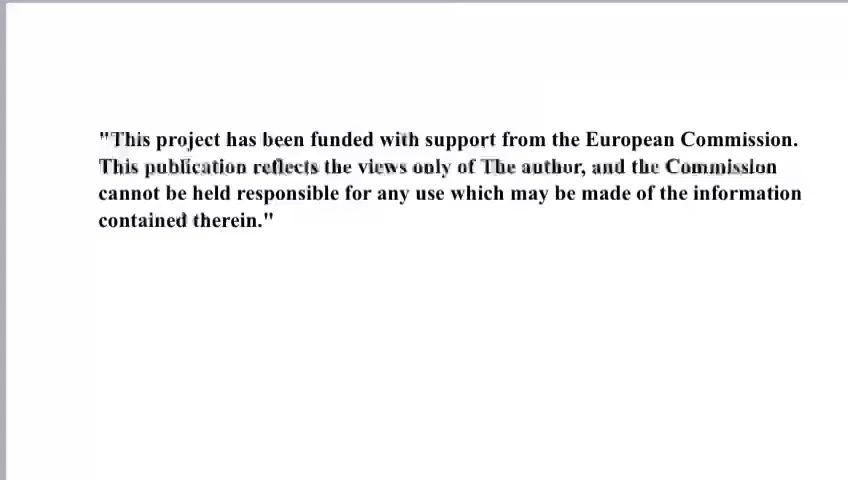 "This project has been funded with support from the European Commission.
This publication reflects the views only of The author, and the Commission
cannot be held responsible for any use which may be made of the information
contained therein."